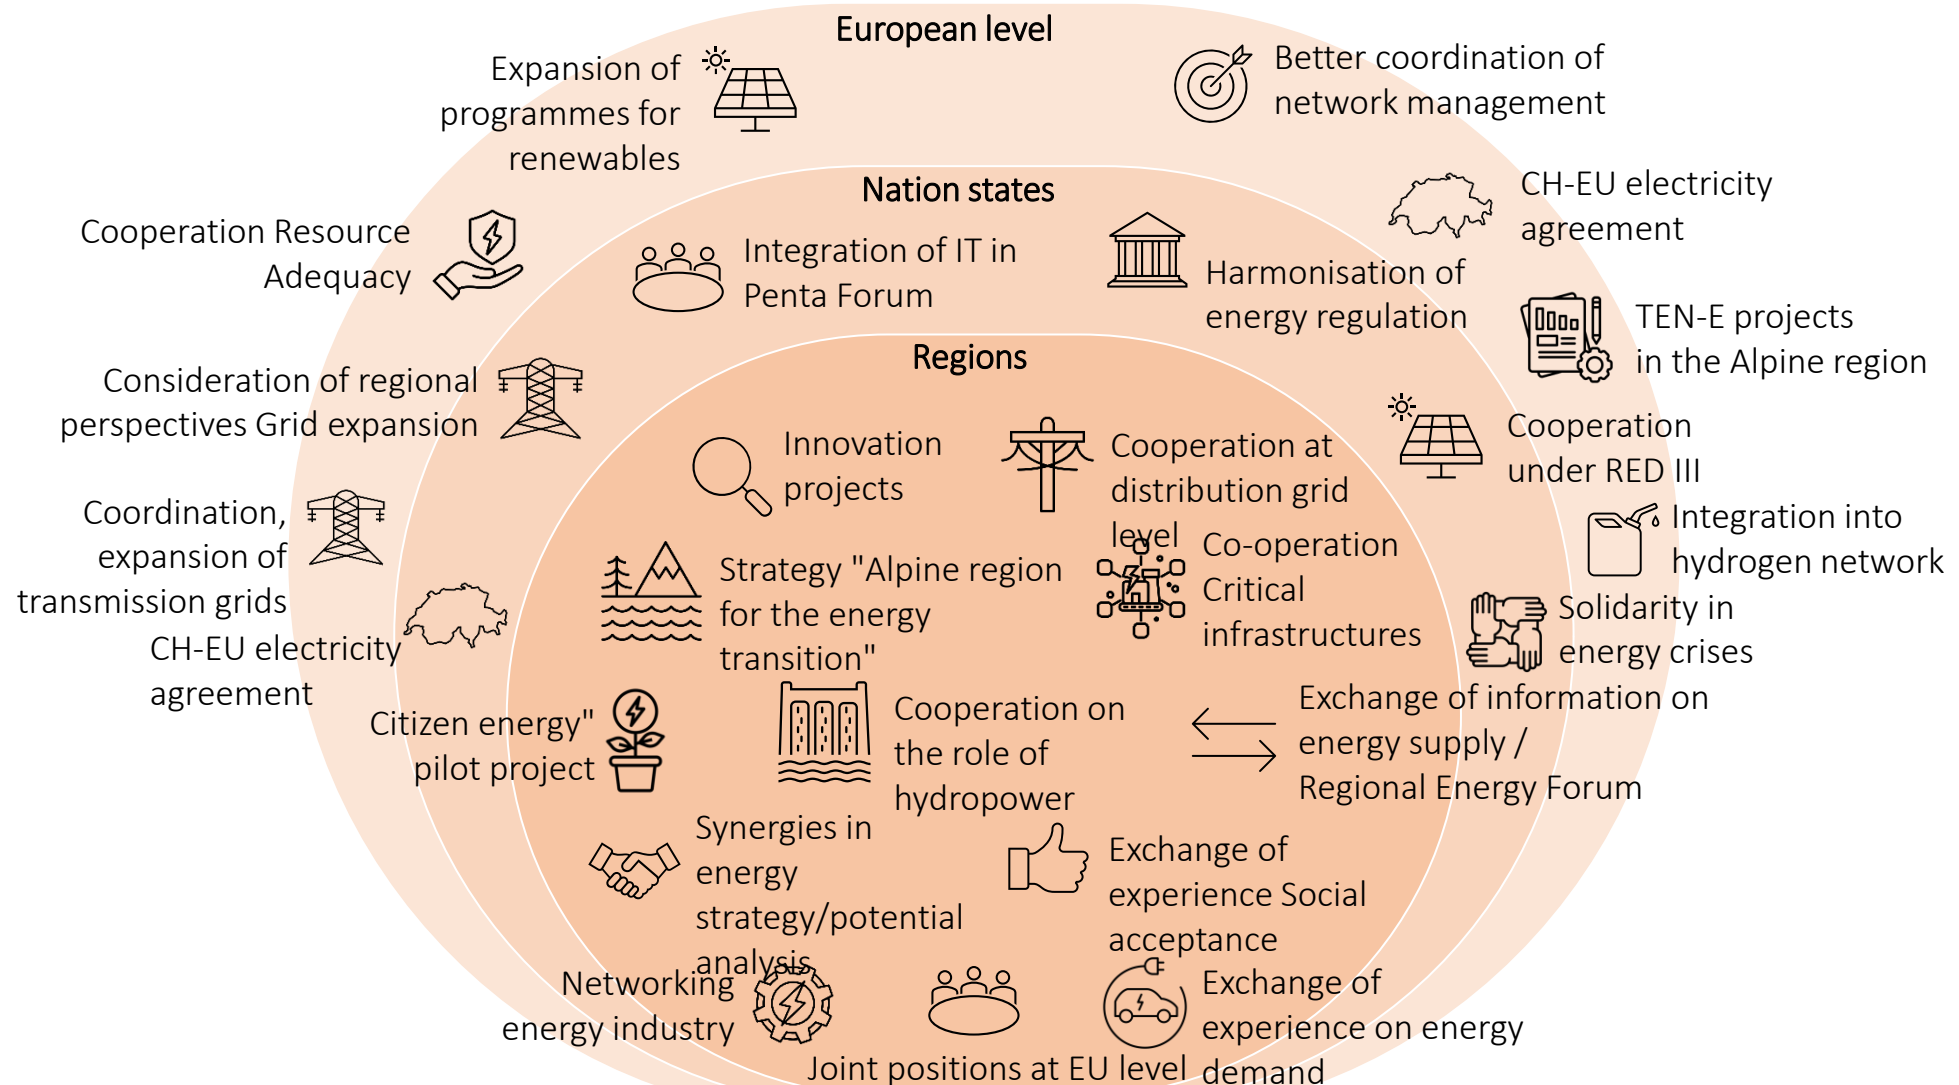 European level
Expansion of
programmes for
renewables
Better coordination of
network management
Nation states
CH-EU electricity
agreement
Cooperation Resource
Adequacy
Integration of IT in
Penta Forum
Harmonisation of
energy regulation
TEN-E projects
in the Alpine region
Regions
Consideration of regional
perspectives Grid expansion
Innovation
projects
Cooperation at
distribution grid
level
Cooperation
under RED III
Coordination,
expansion of
transmission grids
Integration into
hydrogen network
Strategy "Alpine region
for the energy
transition"
Co-operation
Critical
infrastructures
Solidarity in
energy crises
CH-EU electricity
agreement
Citizen energy"
pilot project
Cooperation on
the role of
hydropower
Exchange of information on
energy supply /
Regional Energy Forum
Synergies in
energy
strategy/potential
analysis
Exchange of
experience Social
acceptance
Networking
energy industry
Joint positions at EU level
Exchange of
experience on energy
demand